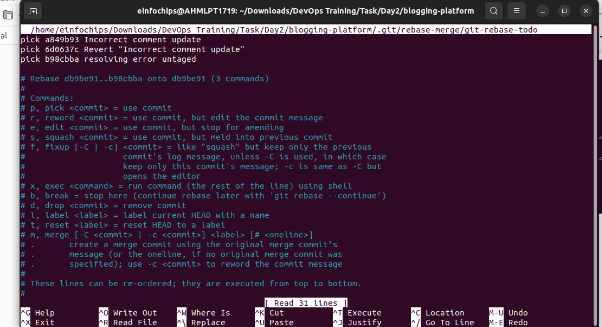 al
einfochips@AHMLPT1719: ~/Downloads/DevOps Training/Task/Day2/blogging-platform
/home/einfochips/Downloads/DevOps Training/Task/Day2/blogging-platform/.git/rebase-merge/git-rebase-todo
pick a849b93 Incorrect comment update
pick 6d0637c Revert "Incorrect comment update"
pick b98cbba resolving error untaged
# Rebase db9be91..b98cbba onto db9be91 (3 commands)
#
# Commands:
# p, pick <commit> = use commit
# r, reword <commit> = use commit, but edit the commit message
# e, edit <commit> = use commit, but stop for amending
# s, squash <commit> = use commit, but meld into previous commit
# f, fixup [-C | -c] <commit> = like "squash" but keep only the previous
# commit's log message, unless -C is used, in which case
# keep only this commit's message; -c is same as -C but
# opens the editor
# x, exec <command> = run command (the rest of the line) using shell
# b, break = stop here (continue rebase later with 'git rebase --continue')
# d, drop <commit> = remove commit
# l, label <label> = label current HEAD with a name
# t, reset <label> = reset HEAD to a label
# m, merge [-C <commit> | -c <commit>] <label> [# <oneline>]
# . create a merge commit using the original merge commit's
# . message (or the oneline, if no original merge commit was
# . specified); use -c <commit> to reword the commit message
#
# These lines can be re-ordered; they are executed from top to bottom.
#
[ Read 31 lines ]
^G Help ^O Write Out ^W Where Is ^K Cut ^T Execute ^C Location M-U Undo
^X Exit ^R Read File ^\ Replace ^U Paste ^J Justify ^/ Go To Line M-E Redo